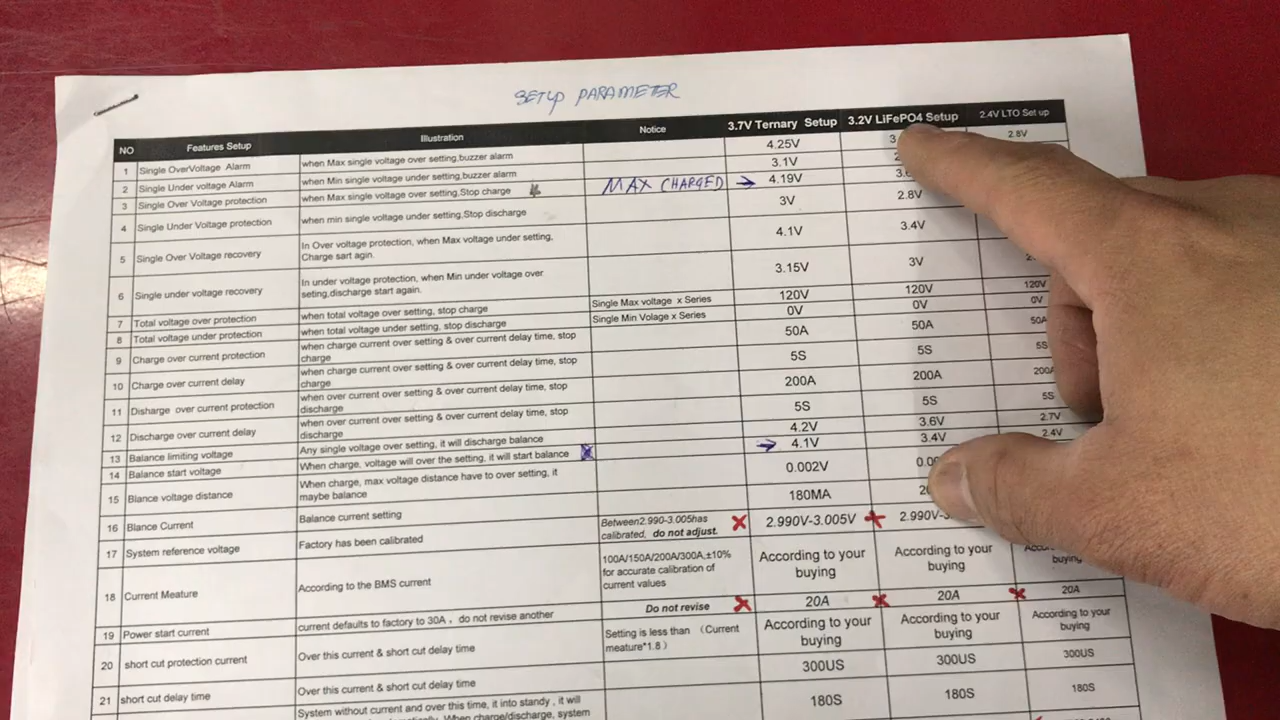 SETUP PARAMETER
NO Features Setup Illustration Notice 3.7V Ternary Setup 3.2V LiFePO4 Setup 2.4V LTO Set up
1 Single OverVoltage Alarm when Max single voltage over setting,buzzer alarm 4.25V 2.8V
2 Single Under voltage Alarm when Min single voltage under setting,buzzer alarm 3.1V
3 Single Over Voltage protection when Max single voltage over setting,Stop charge MAX CHARGED → 4.19V
4 Single Under Voltage protection when min single voltage under setting,Stop discharge 3V 2.8V
5 Single Over Voltage recovery In Over voltage protection, when Max voltage under setting,
Charge sart agin. 4.1V 3.4V
6 Single under voltage recovery In under voltage protection, when Min under voltage over
seting,discharge start again. 3.15V 3V
7 Total voltage over protection when total voltage over setting, stop charge Single Max voltage x Series 120V 120V 120V
8 Total voltage under protection when total voltage under setting, stop discharge Single Min Volage x Series 0V 0V 0V
9 Charge over current protection when charge current over setting & over current delay time, stop
charge 50A 50A 50A
10 Charge over current delay when charge current over setting & over current delay time, stop
charge 5S 5S 5S
11 Disharge over current protection when over current over setting & over current delay time, stop
discharge 200A 200A 200A
12 Discharge over current delay when over current over setting & over current delay time, stop
discharge 5S 5S 5S
13 Balance limiting voltage Any single voltage over setting, it will discharge balance 4.2V 3.6V 2.7V
14 Balance start voltage When charge, voltage will over the setting, it will start balance → 4.1V 3.4V 2.4V
15 Blance voltage distance When charge, max voltage distance have to over setting, it
maybe balance 0.002V
16 Blance Current Balance current setting 180MA
17 System reference voltage Factory has been calibrated Between2.990-3.005has
calibrated, do not adjust. 2.990V-3.005V
18 Current Meature According to the BMS current 100A/150A/200A/300A,±10%
for accurate calibration of
current values According to your
buying According to your
buying
19 Power start current current defaults to factory to 30A , do not revise another Do not revise 20A 20A 20A
20 short cut protection current Over this current & short cut delay time Setting is less than (Current
meature*1.8) According to your
buying According to your
buying According to your
buying
21 short cut delay time Over this current & short cut delay time 300US 300US 300US
System without current and over this time, it into standy , it will 180S 180S 180S
When charge/discharge, system